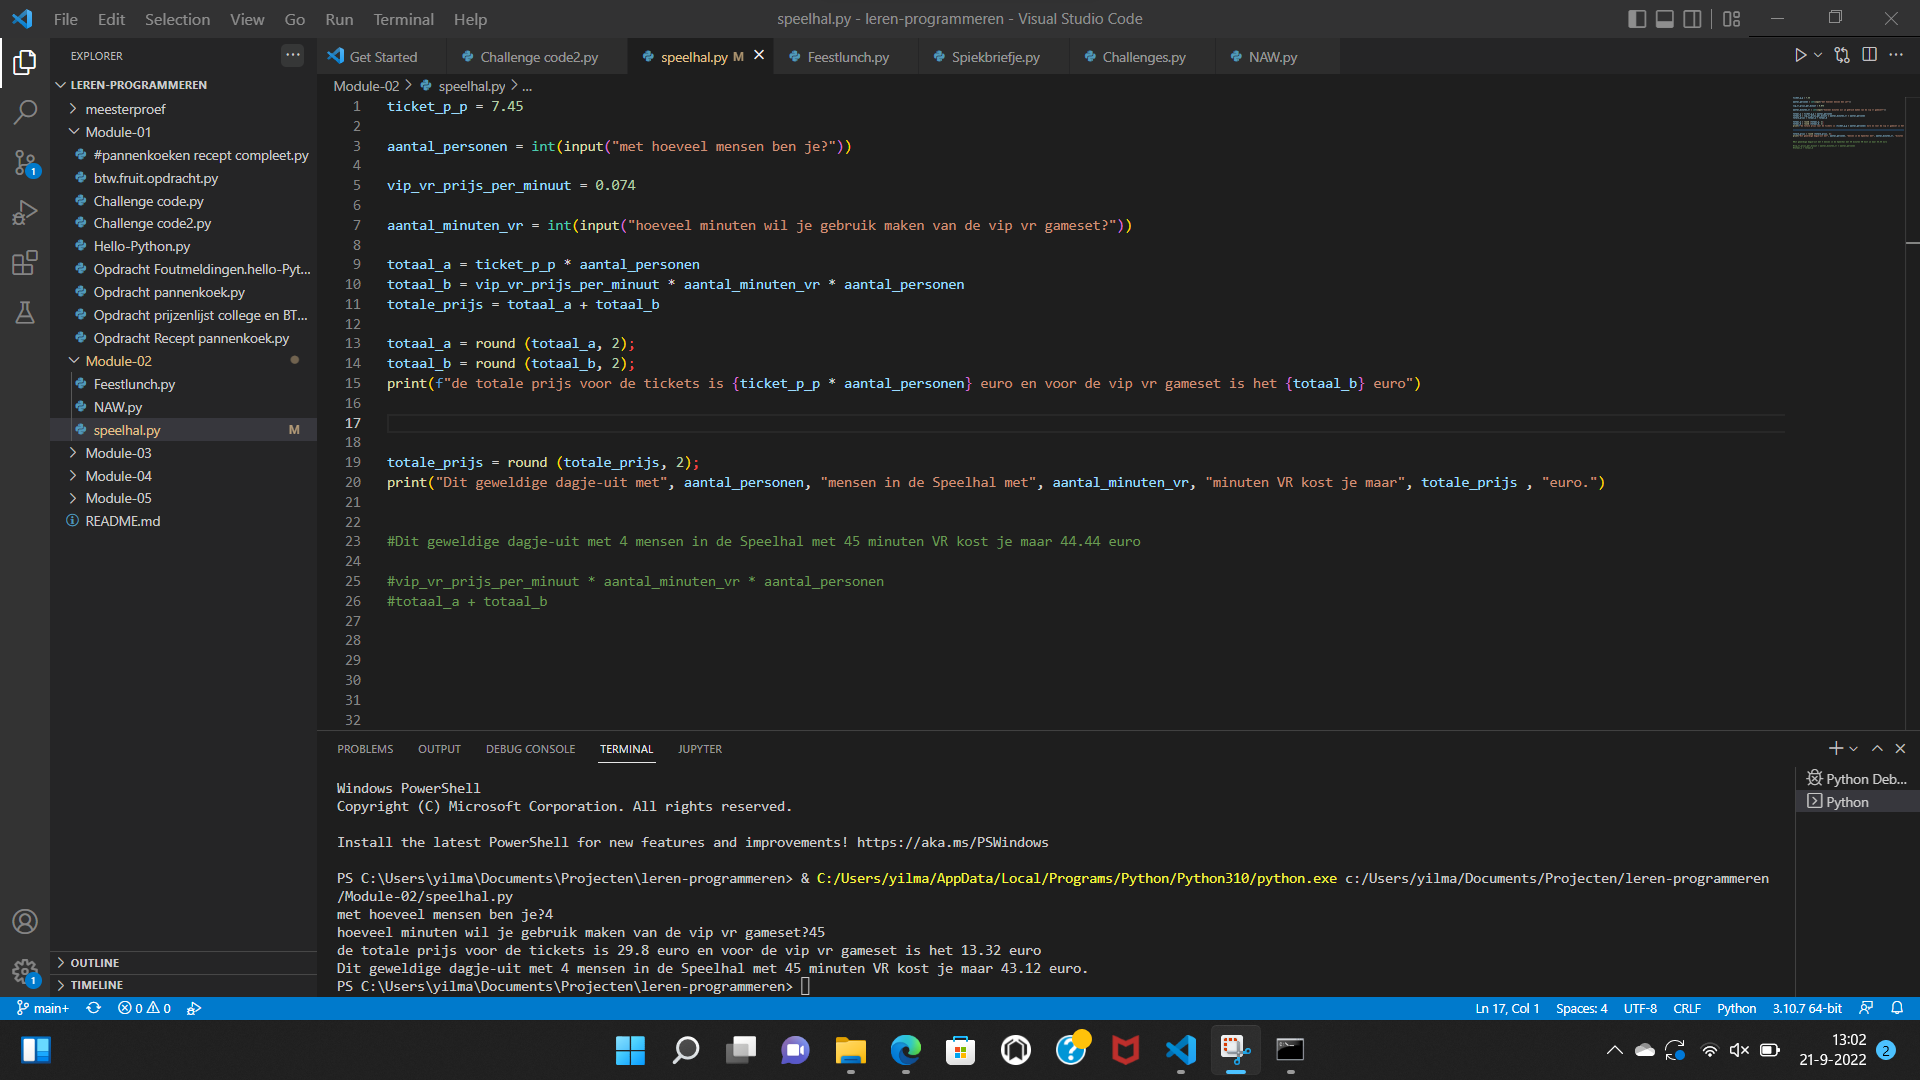 File Edit Selection View Go Run Terminal Help
speelhal.py - leren-programmeren - Visual Studio Code
EXPLORER
LEREN-PROGRAMMEREN
meesterproef
Module-01
#pannenkoeken recept compleet.py
btw.fruit.opdracht.py
Challenge code.py
Challenge code2.py
Hello-Python.py
Opdracht Foutmeldingen.hello-Pyt...
Opdracht pannenkoek.py
Opdracht prijzenlijst college en BT...
Opdracht Recept pannenkoek.py
Module-02
Feestlunch.py
NAW.py
speelhal.py M
Module-03
Module-04
Module-05
README.md
OUTLINE
TIMELINE
1
1
Get Started Challenge code2.py speelhal.py M Feestlunch.py Spiekbriefje.py Challenges.py NAW.py
Module-02 > speelhal.py > ...
1 ticket_p_p = 7.45
2
3 aantal_personen = int(input("met hoeveel mensen ben je?"))
4
5 vip_vr_prijs_per_minuut = 0.074
6
7 aantal_minuten_vr = int(input("hoeveel minuten wil je gebruik maken van de vip vr gameset?"))
8
9 totaal_a = ticket_p_p * aantal_personen
10 totaal_b = vip_vr_prijs_per_minuut * aantal_minuten_vr * aantal_personen
11 totale_prijs = totaal_a + totaal_b
12
13 totaal_a = round (totaal_a, 2);
14 totaal_b = round (totaal_b, 2);
15 print(f"de totale prijs voor de tickets is {ticket_p_p * aantal_personen} euro en voor de vip vr gameset is het {totaal_b} euro")
16
17
18
19 totale_prijs = round (totale_prijs, 2);
20 print("Dit geweldige dagje-uit met", aantal_personen, "mensen in de Speelhal met", aantal_minuten_vr, "minuten VR kost je maar", totale_prijs , "euro.")
21
22
23 #Dit geweldige dagje-uit met 4 mensen in de Speelhal met 45 minuten VR kost je maar 44.44 euro
24
25 #vip_vr_prijs_per_minuut * aantal_minuten_vr * aantal_personen
26 #totaal_a + totaal_b
27
28
29
30
31
32
PROBLEMS OUTPUT DEBUG CONSOLE TERMINAL JUPYTER
Windows PowerShell
Copyright (C) Microsoft Corporation. All rights reserved.
Install the latest PowerShell for new features and improvements! https://aka.ms/PSWindows
PS C:\Users\yilma\Documents\Projecten\leren-programmeren> & C:/Users/yilma/AppData/Local/Programs/Python/Python310/python.exe c:/Users/yilma/Documents/Projecten/leren-programmeren
/Module-02/speelhal.py
met hoeveel mensen ben je?4
hoeveel minuten wil je gebruik maken van de vip vr gameset?45
de totale prijs voor de tickets is 29.8 euro en voor de vip vr gameset is het 13.32 euro
Dit geweldige dagje-uit met 4 mensen in de Speelhal met 45 minuten VR kost je maar 43.12 euro.
PS C:\Users\yilma\Documents\Projecten\leren-programmeren>
Python Deb...
Python
main+ 0 0
Ln 17, Col 1 Spaces: 4 UTF-8 CRLF Python 3.10.7 64-bit
13:02
21-9-2022
2